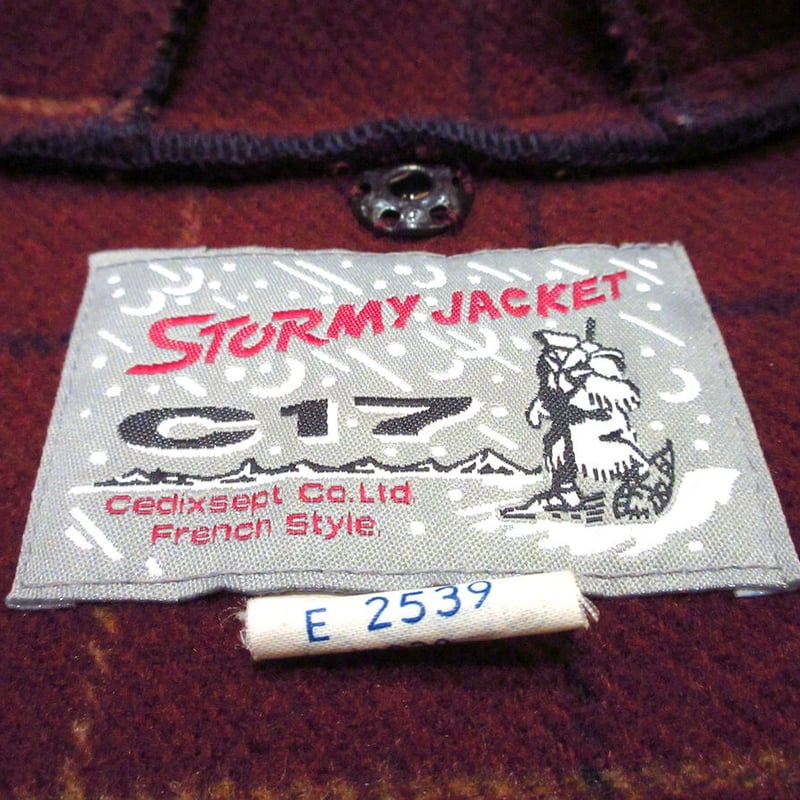 STORMY JACKET
C17
Cedixsept Co.Ltd
French Style
E 2539